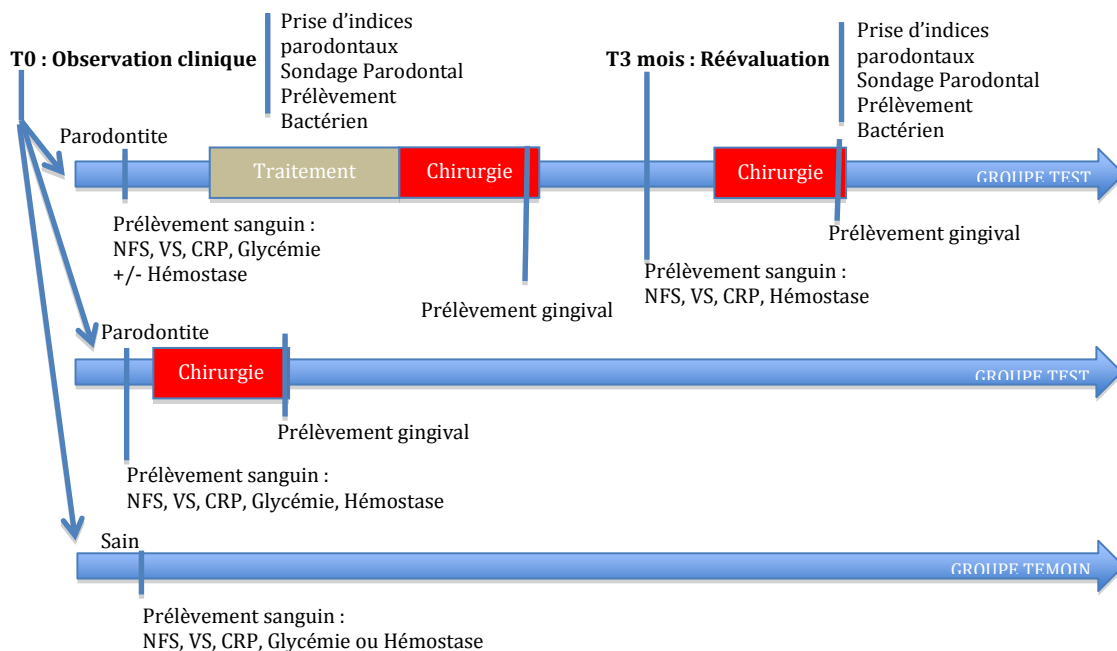 T0 : Observation clinique
Prise d'indices
parodontaux
Sondage Parodontal
Prélèvement
Bactérien
T3 mois : Réévaluation
Prise d'indices
parodontaux
Sondage Parodontal
Prélèvement
Bactérien
Parodontite
Traitement
Chirurgie
Chirurgie
GROUPE TEST
Prélèvement sanguin :
NFS, VS, CRP, Glycémie
+/- Hémostase
Prélèvement gingival
Prélèvement sanguin :
NFS, VS, CRP, Hémostase
Prélèvement gingival
Parodontite
Chirurgie
GROUPE TEST
Prélèvement gingival
Prélèvement sanguin :
NFS, VS, CRP, Glycémie, Hémostase
Sain
GROUPE TEMOIN
Prélèvement sanguin :
NFS, VS, CRP, Glycémie ou Hémostase